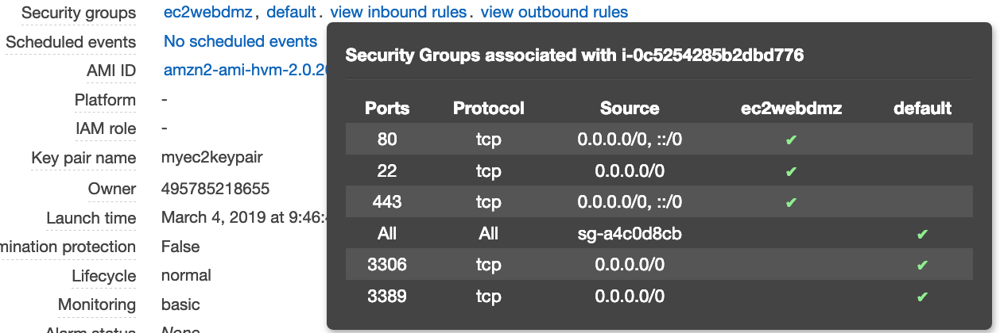 Security groups ec2webdmz, default. view inbound rules. view outbound rules
Scheduled events No scheduled events
AMI ID amzn2-ami-hvm-2.0.20
Platform -
IAM role -
Key pair name myec2keypair
Owner 495785218655
Launch time March 4, 2019 at 9:46:
mination protection False
Lifecycle normal
Monitoring basic
Alarm status None
Security Groups associated with i-0c5254285b2dbd776
Ports Protocol Source ec2webdmz default
80 tcp 0.0.0.0/0, ::/0 ✔
22 tcp 0.0.0.0/0 ✔
443 tcp 0.0.0.0/0, ::/0 ✔
All All sg-a4c0d8cb ✔
3306 tcp 0.0.0.0/0 ✔
3389 tcp 0.0.0.0/0 ✔